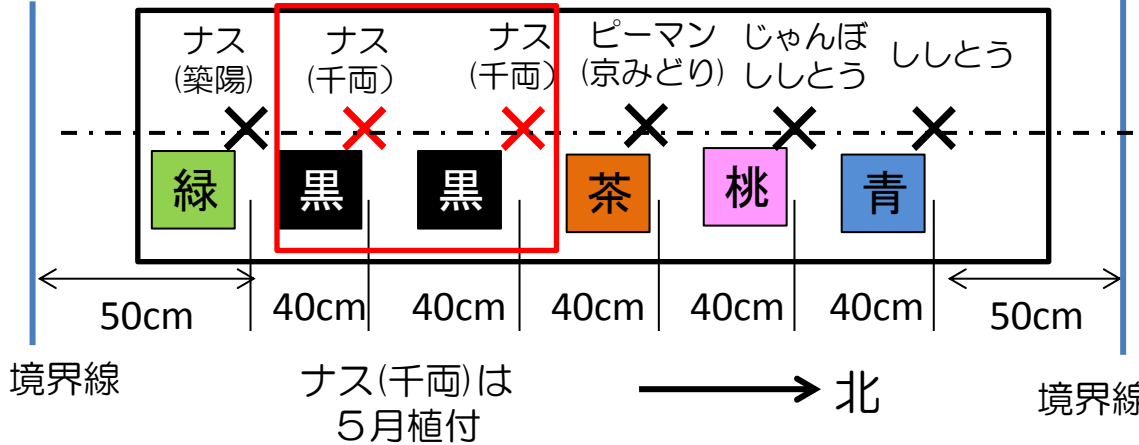 ナス
(築陽)
ナス
(千両)
ナス
(千両)
ピーマン
(京みどり)
じゃんぼ
ししとう
ししとう
緑
黒
黒
茶
桃
青
50cm
40cm
40cm
40cm
40cm
40cm
50cm
境界線
ナス(千両)は
5月植付
北
境界線